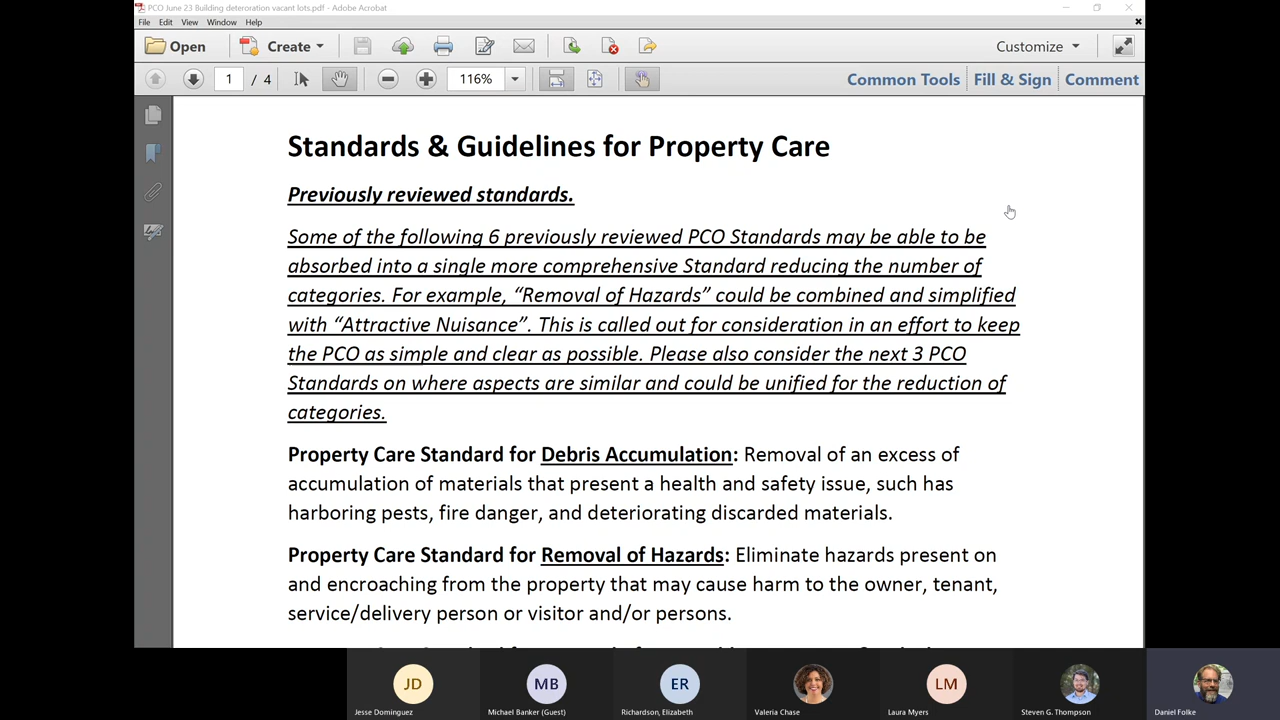 PCO June 23 Building deteroration vacant lots.pdf - Adobe Acrobat
File Edit View Window Help
Open Create Customize
1 / 4 116% Common Tools Fill & Sign Comment
Standards & Guidelines for Property Care
Previously reviewed standards.
Some of the following 6 previously reviewed PCO Standards may be able to be
absorbed into a single more comprehensive Standard reducing the number of
categories. For example, “Removal of Hazards” could be combined and simplified
with “Attractive Nuisance”. This is called out for consideration in an effort to keep
the PCO as simple and clear as possible. Please also consider the next 3 PCO
Standards on where aspects are similar and could be unified for the reduction of
categories.
Property Care Standard for Debris Accumulation: Removal of an excess of
accumulation of materials that present a health and safety issue, such has
harboring pests, fire danger, and deteriorating discarded materials.
Property Care Standard for Removal of Hazards: Eliminate hazards present on
and encroaching from the property that may cause harm to the owner, tenant,
service/delivery person or visitor and/or persons.
JD MB ER LM
Jesse Dominguez Michael Banker (Guest) Richardson, Elizabeth Valeria Chase Laura Myers Steven G. Thompson Daniel Folke